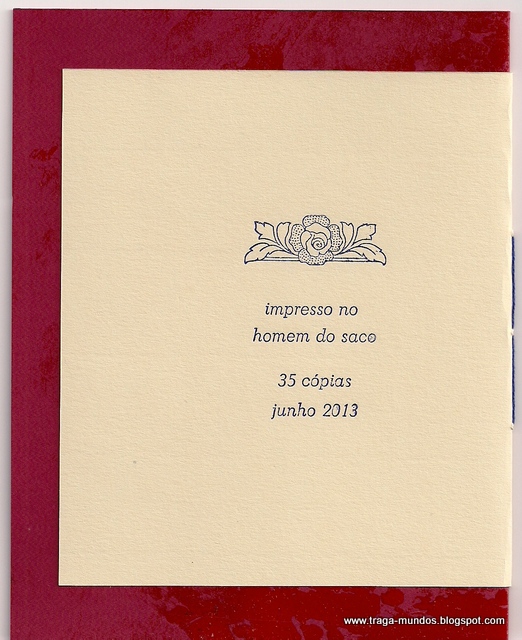 impresso no
homem do saco
35 cópias
junho 2013
www.traga-mundos.blogspot.com